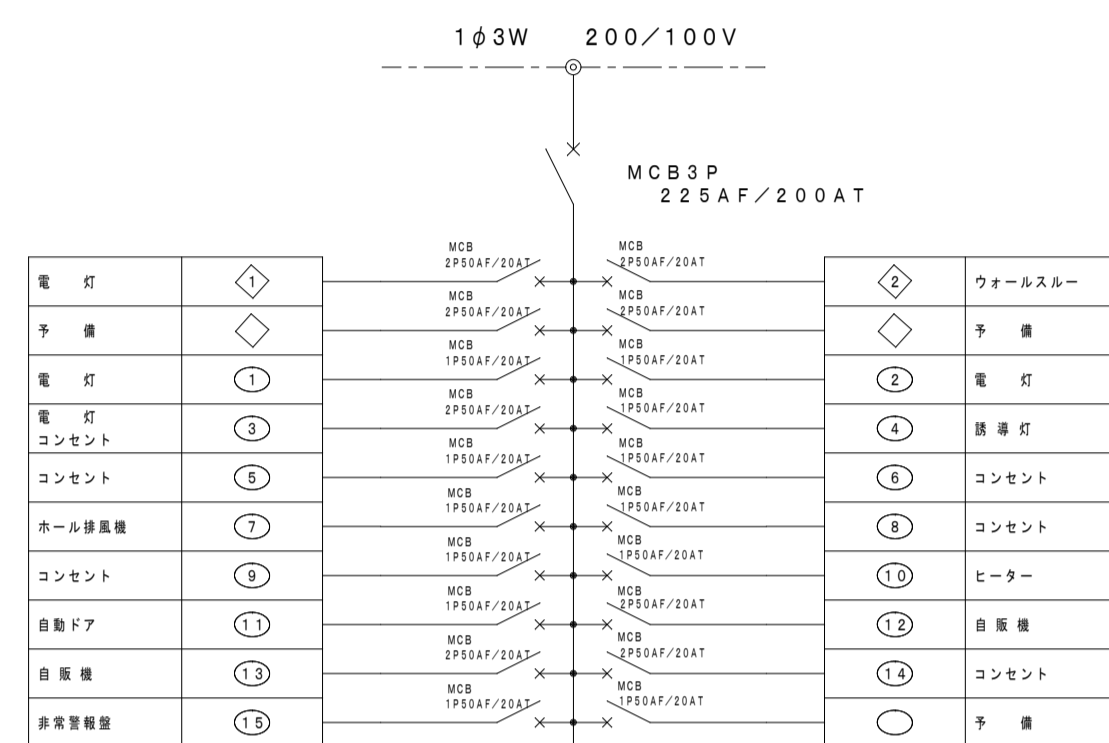 1φ3W 200/100V
MCB3P
225AF/200AT
電 灯 1 MCB 2P50AF/20AT MCB 2P50AF/20AT 2 ウォールスルー
予 備 MCB 2P50AF/20AT MCB 2P50AF/20AT 予 備
電 灯 1 MCB 1P50AF/20AT MCB 1P50AF/20AT 2 電 灯
電 灯
コンセント 3 MCB 2P50AF/20AT MCB 1P50AF/20AT 4 誘導灯
コンセント 5 MCB 1P50AF/20AT MCB 1P50AF/20AT 6 コンセント
ホール排風機 7 MCB 1P50AF/20AT MCB 1P50AF/20AT 8 コンセント
コンセント 9 MCB 1P50AF/20AT MCB 1P50AF/20AT 10 ヒーター
自動ドア 11 MCB 1P50AF/20AT MCB 2P50AF/20AT 12 自販機
自販機 13 MCB 2P50AF/20AT MCB 2P50AF/20AT 14 コンセント
非常警報盤 15 MCB 1P50AF/20AT MCB 1P50AF/20AT 予 備